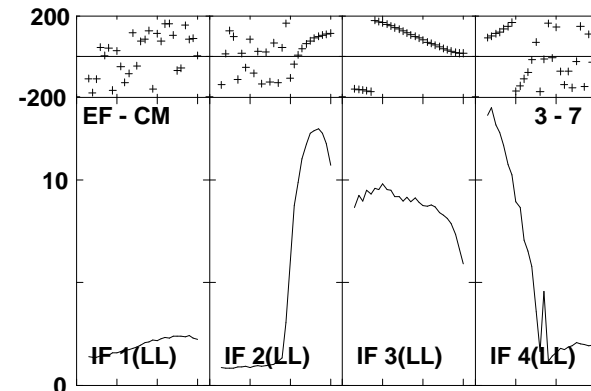 200
-200
EF - CM
3 - 7
10
IF 1(LL)
IF 2(LL)
IF 3(LL)
IF 4(LL)
0